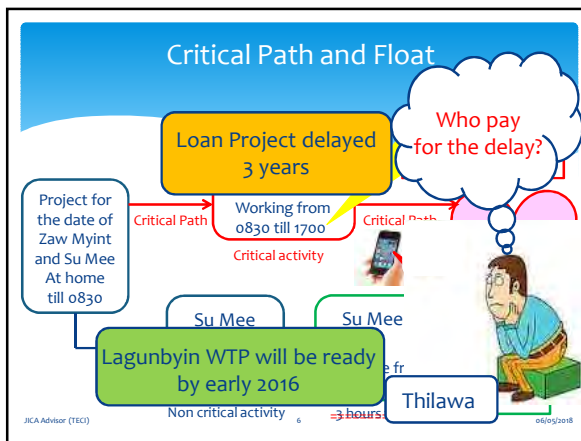 Critical Path and Float
Who pay
for the delay?
Loan Project delayed
3 years
Project for
the date of
Zaw Myint
and Su Mee
At home
till 0830
Critical Path
Working from
0830 till 1700
Critical Path
Critical activity
Su Mee
Su Mee
Lagunbyin WTP will be ready
by early 2016
Thilawa
Non critical activity
3 hours
JICA Advisor (TECI)
6
06/05/2018